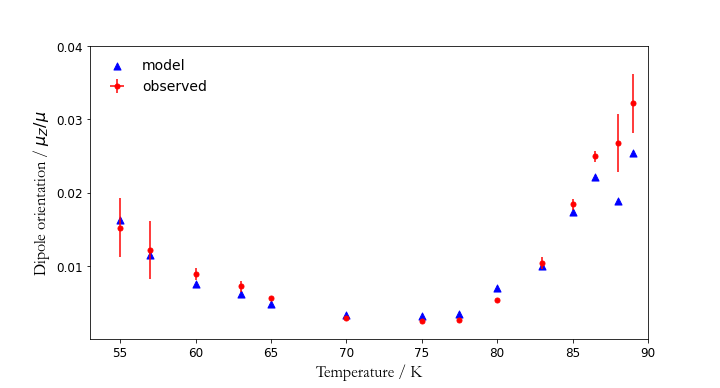 0.04
model
observed
0.03
0.02
0.01
Dipole orientation / μZ/μ
55 60 65 70 75 80 85 90
Temperature / K